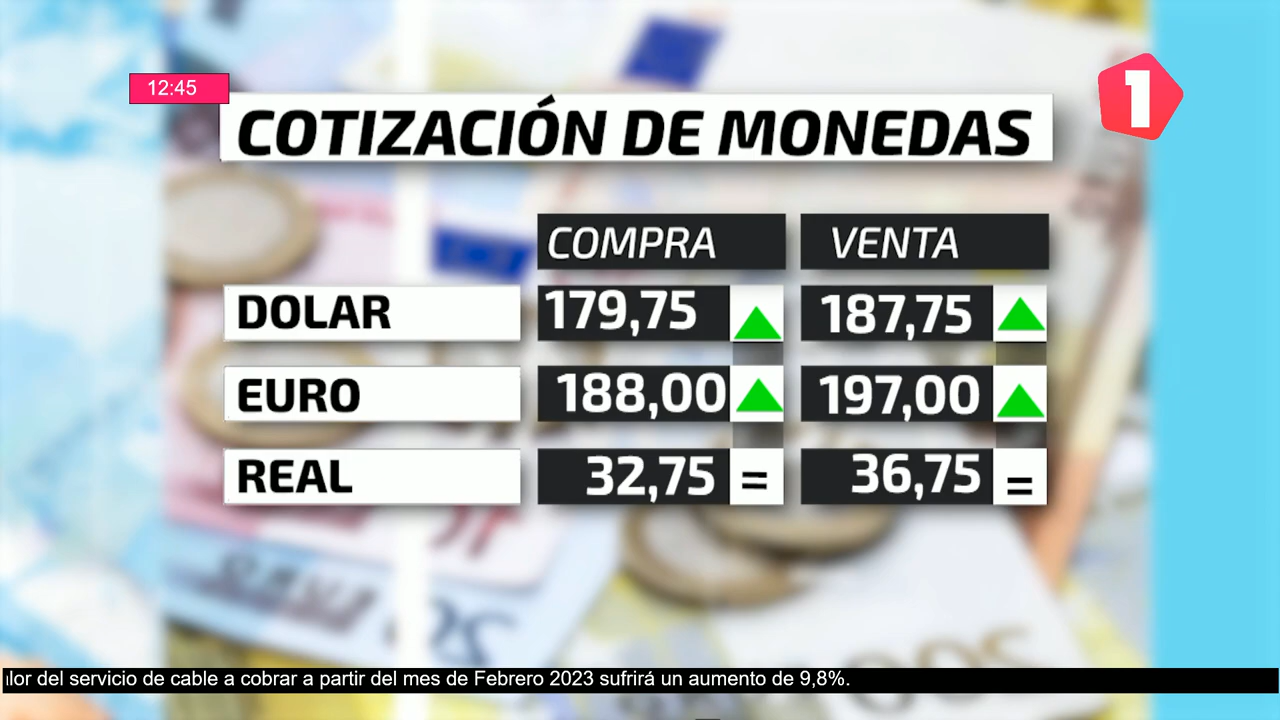 12:45
1
COTIZACIÓN DE MONEDAS
COMPRA VENTA
DOLAR 179,75 187,75
EURO 188,00 197,00
REAL 32,75 = 36,75 =
del servicio de cable a cobrar a partir del mes de Febrero 2023 sufrirá un aumento de 9,8%.